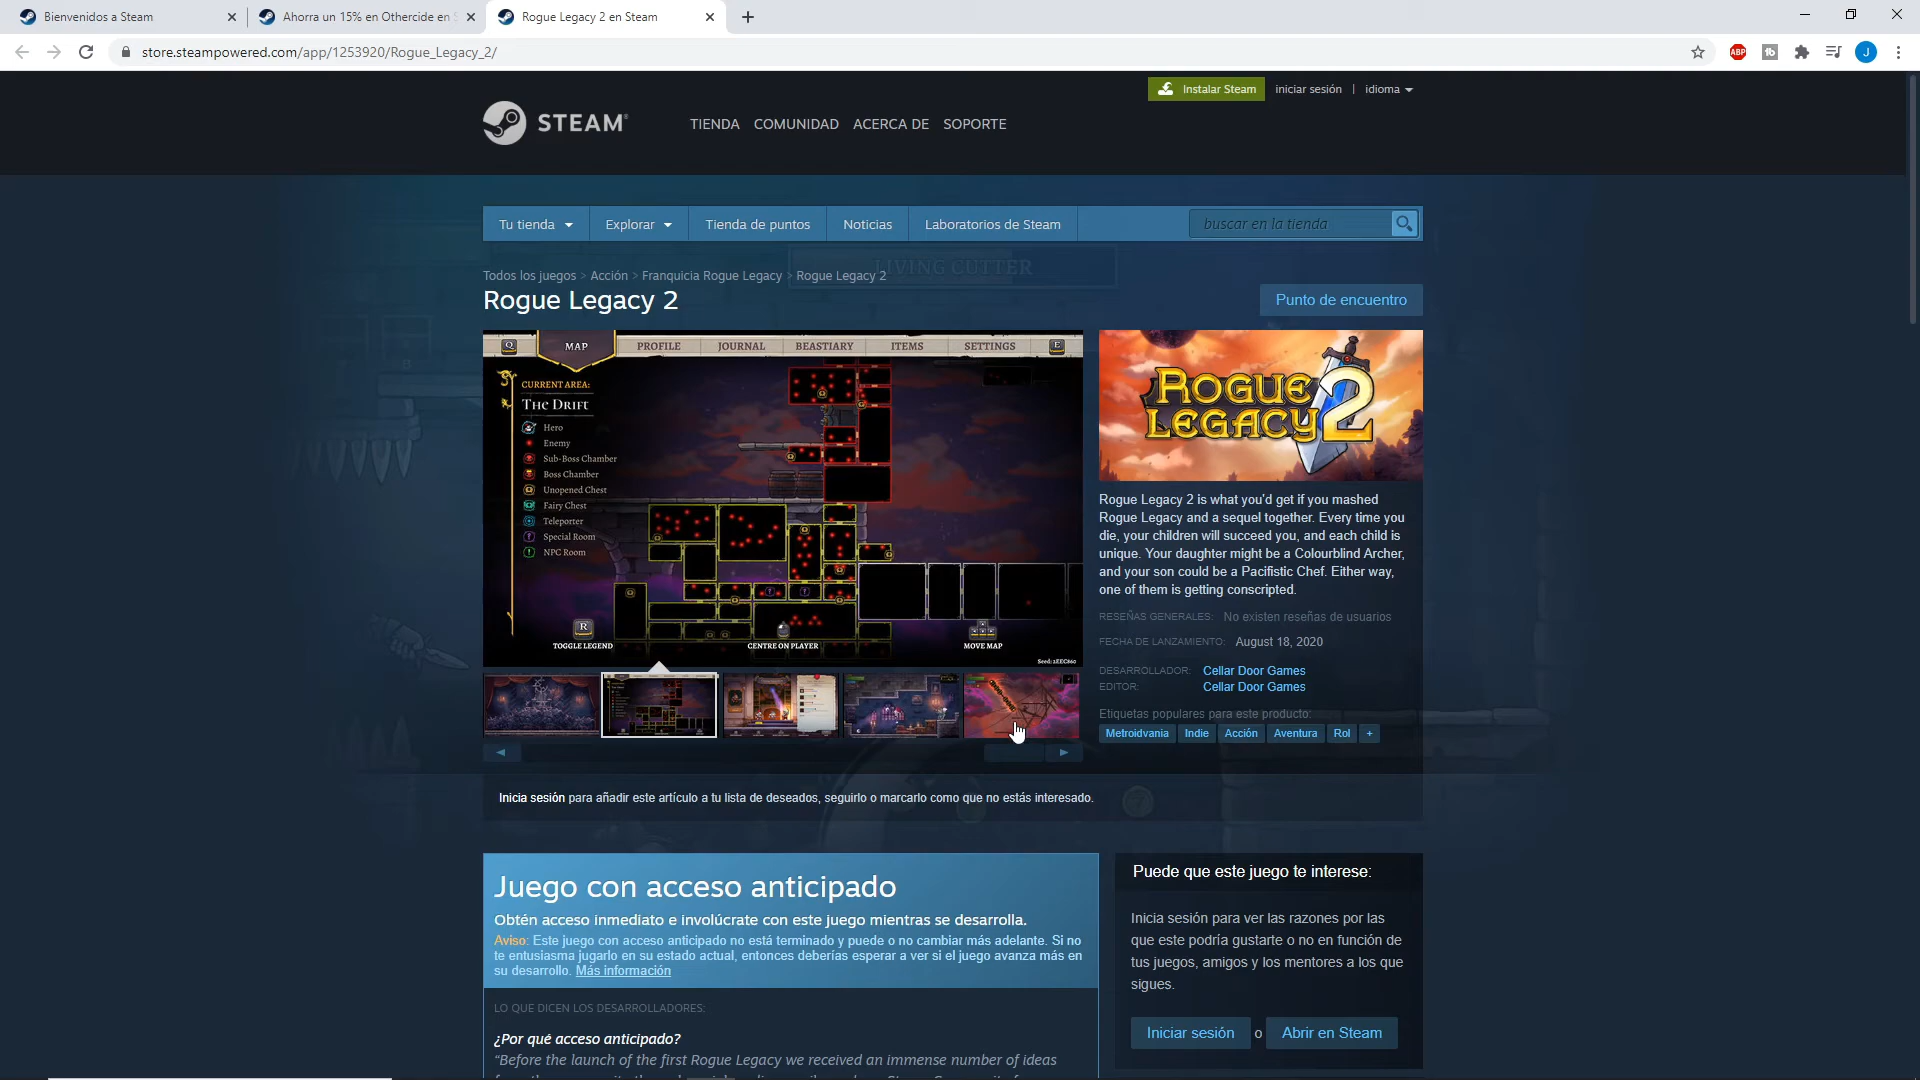 Bienvenidos a Steam
Ahorra un 15% en Othercide en S
Rogue Legacy 2 en Steam
store.steampowered.com/app/1253920/Rogue_Legacy_2/
ABP
J
Instalar Steam
iniciar sesión | idioma
STEAM
TIENDA COMUNIDAD ACERCA DE SOPORTE
Tu tienda Explorar Tienda de puntos Noticias Laboratorios de Steam
buscar en la tienda
LIVING CUTTER
Todos los juegos > Acción > Franquicia Rogue Legacy > Rogue Legacy 2
Rogue Legacy 2
Punto de encuentro
Q MAP PROFILE JOURNAL BEASTIARY ITEMS SETTINGS E
CURRENT AREA:
THE DRIFT
Hero
Enemy
Sub-Boss Chamber
Boss Chamber
Unopened Chest
Fairy Chest
Teleporter
Special Room
NPC Room
R
TOGGLE LEGEND CENTRE ON PLAYER MOVE MAP
ROGUE
LEGACY 2
Rogue Legacy 2 is what you'd get if you mashed
Rogue Legacy and a sequel together. Every time you
die, your children will succeed you, and each child is
unique. Your daughter might be a Colourblind Archer,
and your son could be a Pacifistic Chef. Either way,
one of them is getting conscripted.
RESEÑAS GENERALES: No existen reseñas de usuarios
FECHA DE LANZAMIENTO: August 18, 2020
DESARROLLADOR: Cellar Door Games
EDITOR: Cellar Door Games
Etiquetas populares para este producto:
Metroidvania Indie Acción Aventura Rol +
Inicia sesión para añadir este artículo a tu lista de deseados, seguirlo o marcarlo como que no estás interesado.
Juego con acceso anticipado
Obtén acceso inmediato e involúcrate con este juego mientras se desarrolla.
Aviso: Este juego con acceso anticipado no está terminado y puede o no cambiar más adelante. Si no
te entusiasma jugarlo en su estado actual, entonces deberías esperar a ver si el juego avanza más en
su desarrollo. Más información
LO QUE DICEN LOS DESARROLLADORES:
¿Por qué acceso anticipado?
“Before the launch of the first Rogue Legacy we received an immense number of ideas
Puede que este juego te interese:
Inicia sesión para ver las razones por las
que este podría gustarte o no en función de
tus juegos, amigos y los mentores a los que
sigues.
Iniciar sesión o Abrir en Steam